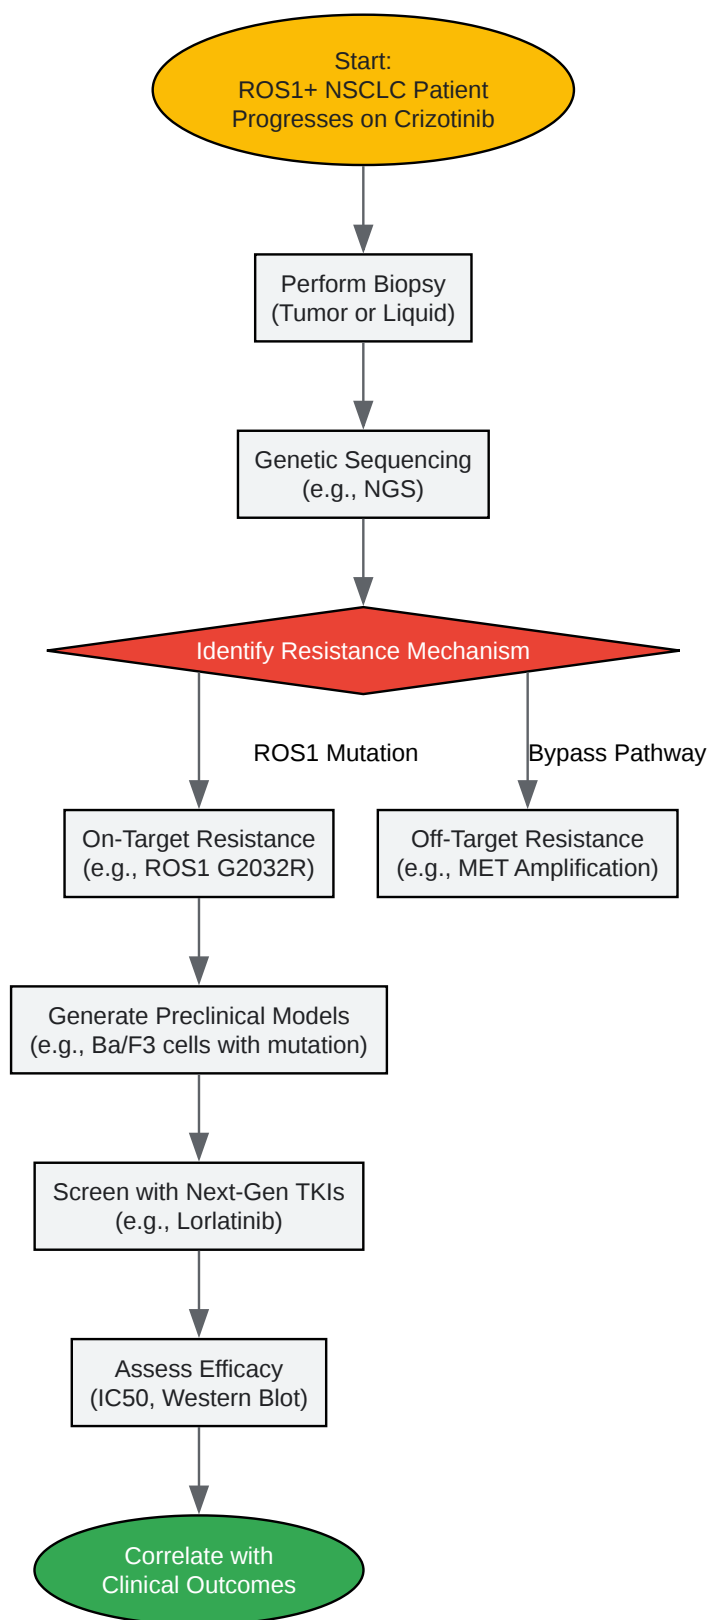 Start:
ROS1+ NSCLC Patient
Progresses on Crizotinib
Perform Biopsy
(Tumor or Liquid)
Genetic Sequencing
(e.g., NGS)
Identify Resistance Mechanism
ROS1 Mutation
Bypass Pathway
On-Target Resistance
(e.g., ROS1 G2032R)
Off-Target Resistance
(e.g., MET Amplification)
Generate Preclinical Models
(e.g., Ba/F3 cells with mutation)
Screen with Next-Gen TKIs
(e.g., Lorlatinib)
Assess Efficacy
(IC50, Western Blot)
Correlate with
Clinical Outcomes